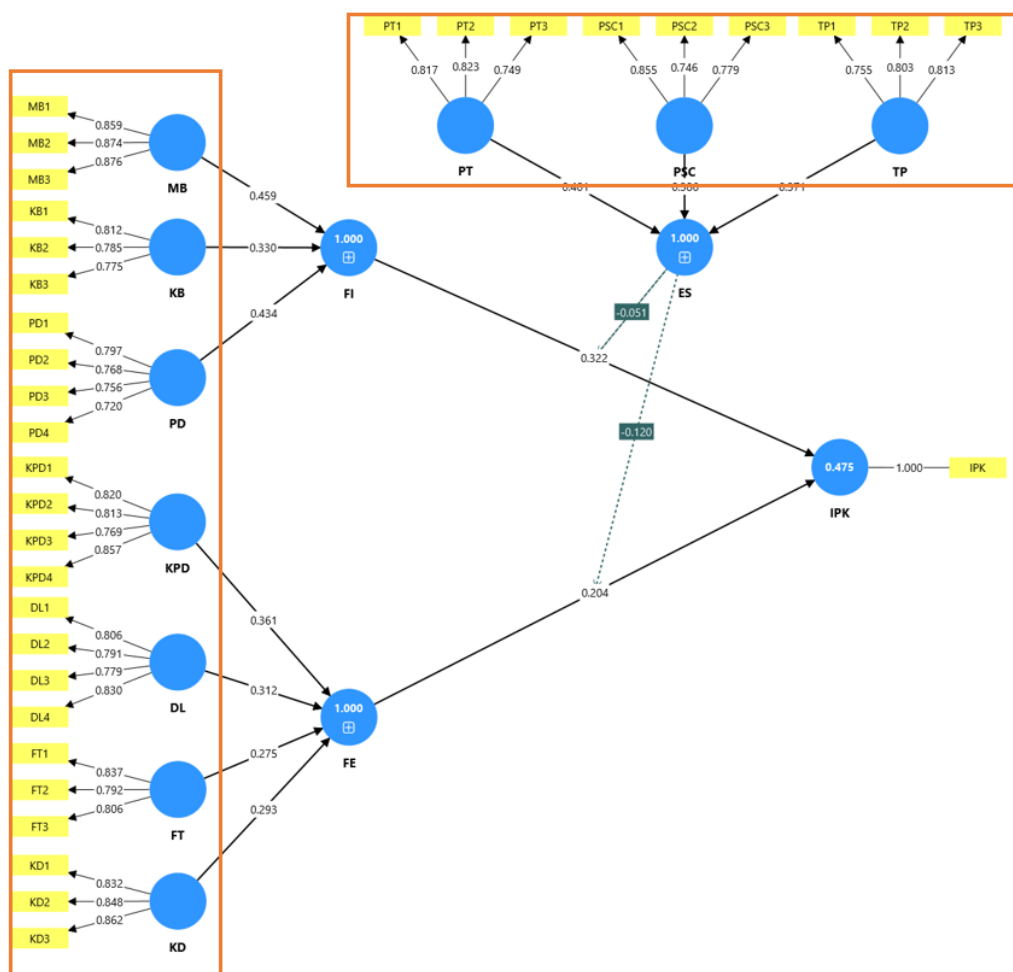 PT1 PT2 PT3 PSC1 PSC2 PSC3 TP1 TP2 TP3
0.817 0.823 0.749 0.855 0.746 0.779 0.755 0.803 0.813
PT PSC TP
MB1
0.859
MB2 0.874
0.876
MB3 MB
0.459
KB1
0.812
KB2 0.785
0.775
KB3 KB
0.330
PD1
0.797
PD2 0.768
PD3 0.756
0.720
PD4 PD
0.434
1.000
FI
1.000
ES
-0.051
0.322
-0.120
KPD1
0.820
KPD2 0.813
KPD3 0.769
0.857
KPD4 KPD
0.361
0.475 1.000 IPK
IPK
0.204
DL1
0.806
DL2 0.791
DL3 0.779
0.830
DL4 DL
0.312
1.000
FE
FT1
0.837
FT2 0.792
0.806
FT3 FT
0.275
KD1
0.832
KD2 0.848
0.862
KD3 KD
0.293